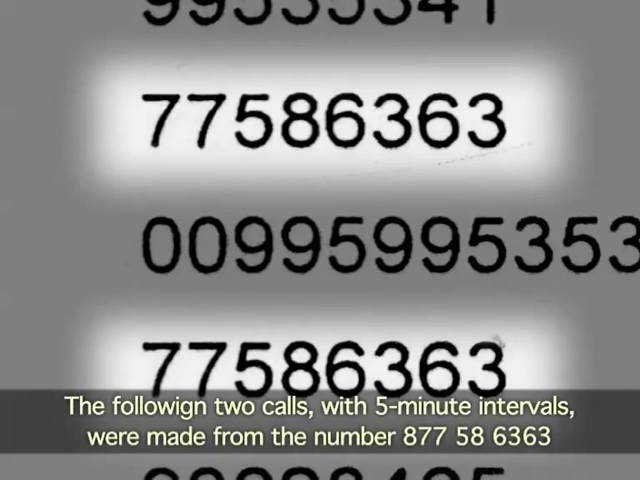 99535341
77586363
00995995353
77586363
The followign two calls, with 5-minute intervals,
were made from the number 877 58 6363